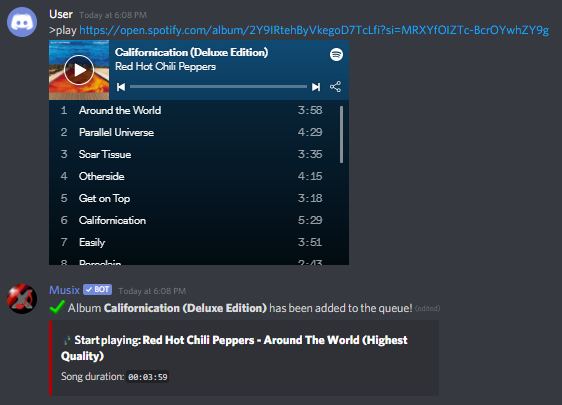 User Today at 6:08 PM
>play https://open.spotify.com/album/2Y9IRtehByVkegoD7TcLfi?si=MRXYfOIZTc-BcrOYwhZY9g
Californication (Deluxe Edition)
Red Hot Chili Peppers
1 Around the World 3:58
2 Parallel Universe 4:29
3 Scar Tissue 3:35
4 Otherside 4:15
5 Get on Top 3:18
6 Californication 5:29
7 Easily 3:51
8 Porcelain 2:43
Musix BOT Today at 6:08 PM
Album Californication (Deluxe Edition) has been added to the queue! (edited)
Start playing: Red Hot Chili Peppers - Around The World (Highest
Quality)
Song duration: 00:03:59